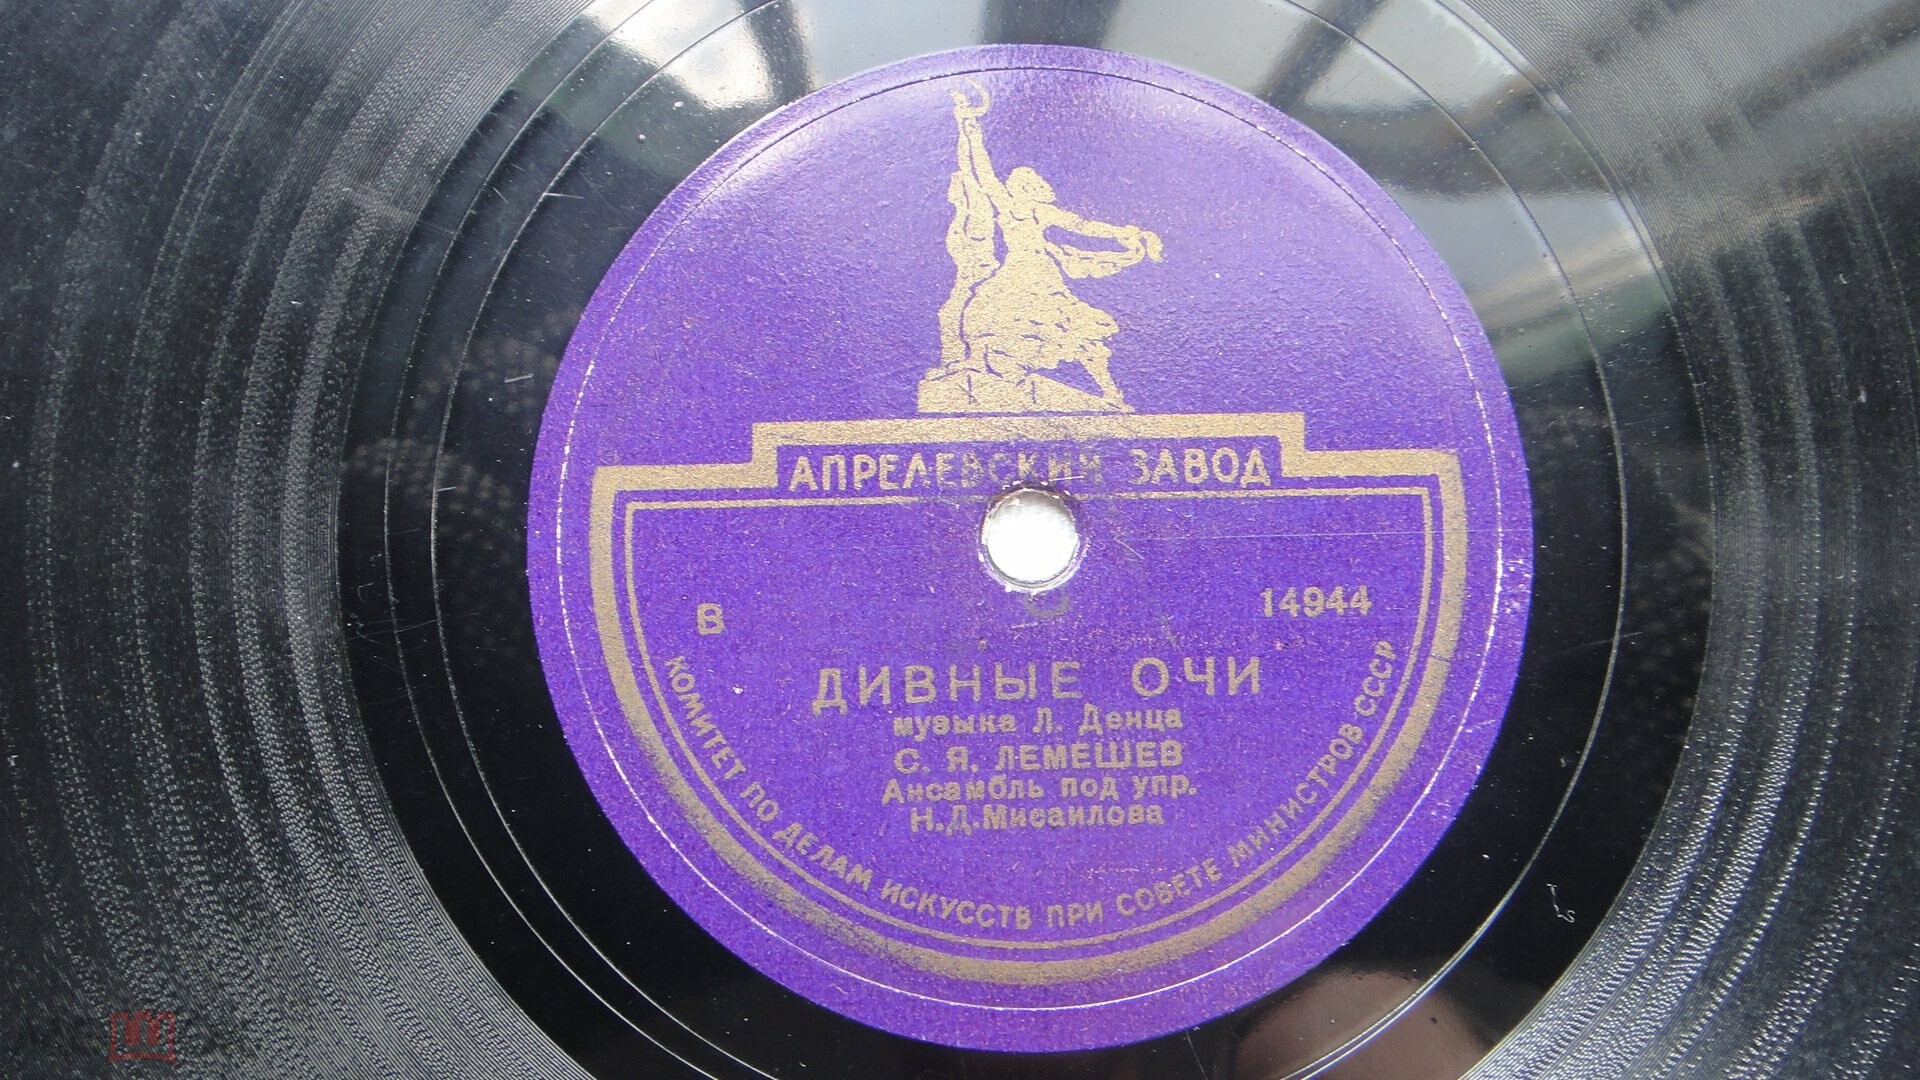 АПРЕЛЕВСКИЙ ЗАВОД
В 14944
ДИВНЫЕ ОЧИ
музыка Л. Денца
С. Я. ЛЕМЕШЕВ
Ансамбль под упр.
Н.Д.Мисаилова
КОМИТЕТ ПО ДЕЛАМ ИСКУССТВ ПРИ СОВЕТЕ МИНИСТРОВ СССР